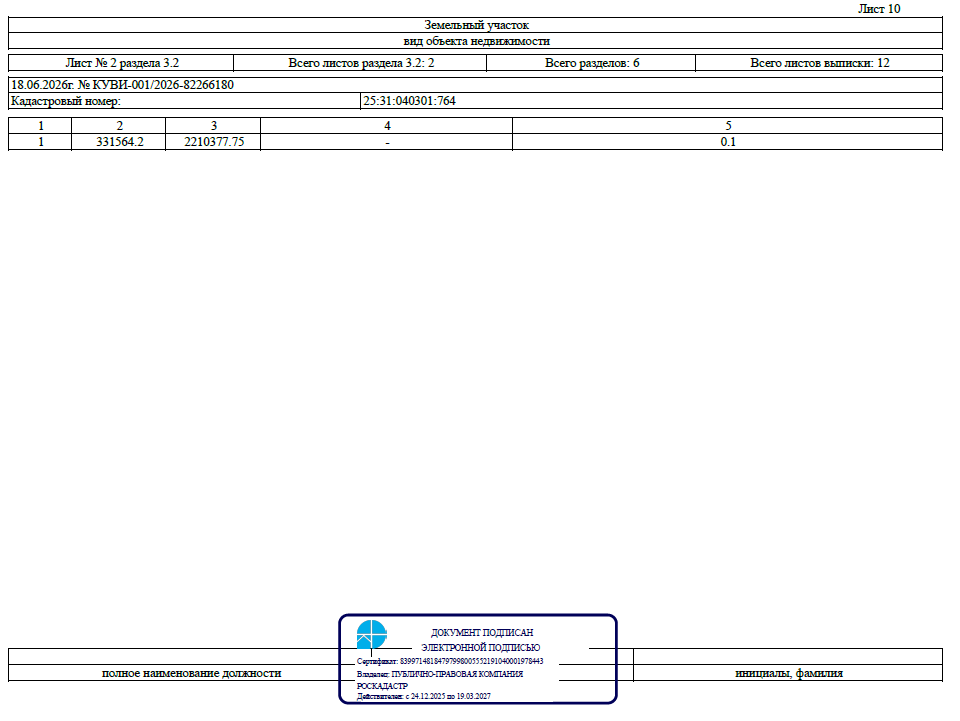 Лист 10
Земельный участок
вид объекта недвижимости
Лист № 2 раздела 3.2 Всего листов раздела 3.2: 2 Всего разделов: 6 Всего листов выписки: 12
18.06.2026г. № КУВИ-001/2026-82266180
Кадастровый номер: 25:31:040301:764
1 2 3 4 5
1 331564.2 2210377.75 - 0.1
ДОКУМЕНТ ПОДПИСАН
ЭЛЕКТРОННОЙ ПОДПИСЬЮ
Сертификат: 83997148184797998005552191040001978443
Владелец: ПУБЛИЧНО-ПРАВОВАЯ КОМПАНИЯ
РОСКАДАСТР
Действителен: с 24.12.2025 по 19.03.2027
полное наименование должности инициалы, фамилия